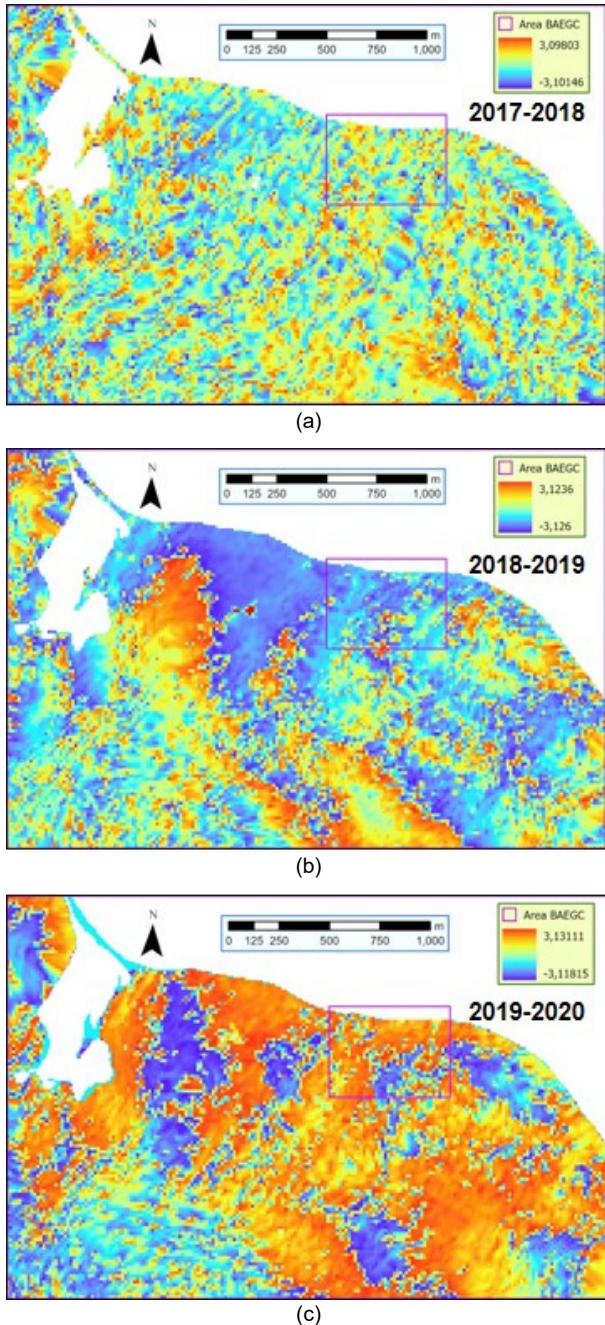 N
0 125 250 500 750 1,000 m
Area BAEGC
3,09803
-3,10146
2017-2018
(a)
N
0 125 250 500 750 1,000 m
Area BAEGC
3,1236
-3,126
2018-2019
(b)
N
0 125 250 500 750 1,000 m
Area BAEGC
3,13111
-3,11815
2019-2020
(c)